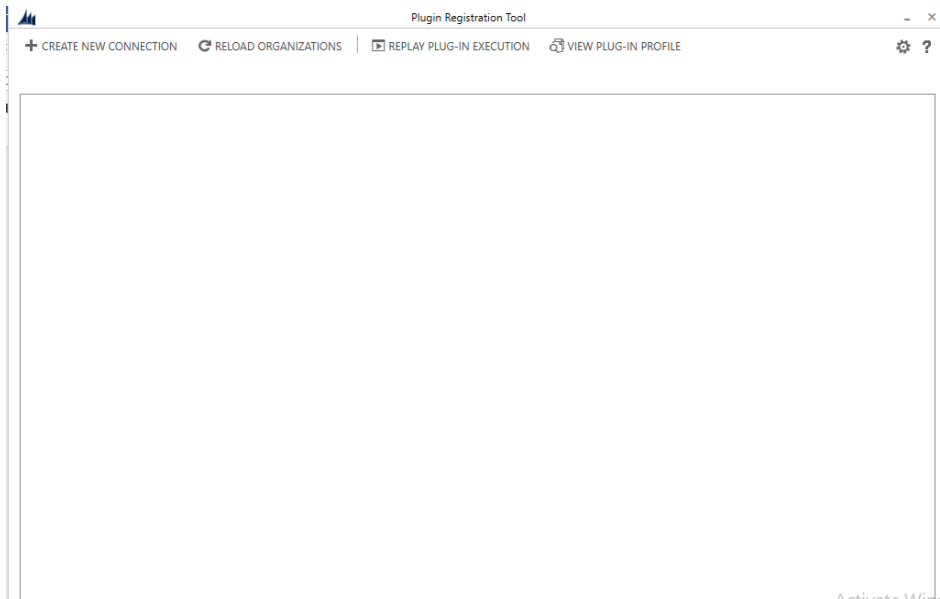 Plugin Registration Tool
CREATE NEW CONNECTION RELOAD ORGANIZATIONS REPLAY PLUG-IN EXECUTION VIEW PLUG-IN PROFILE ?